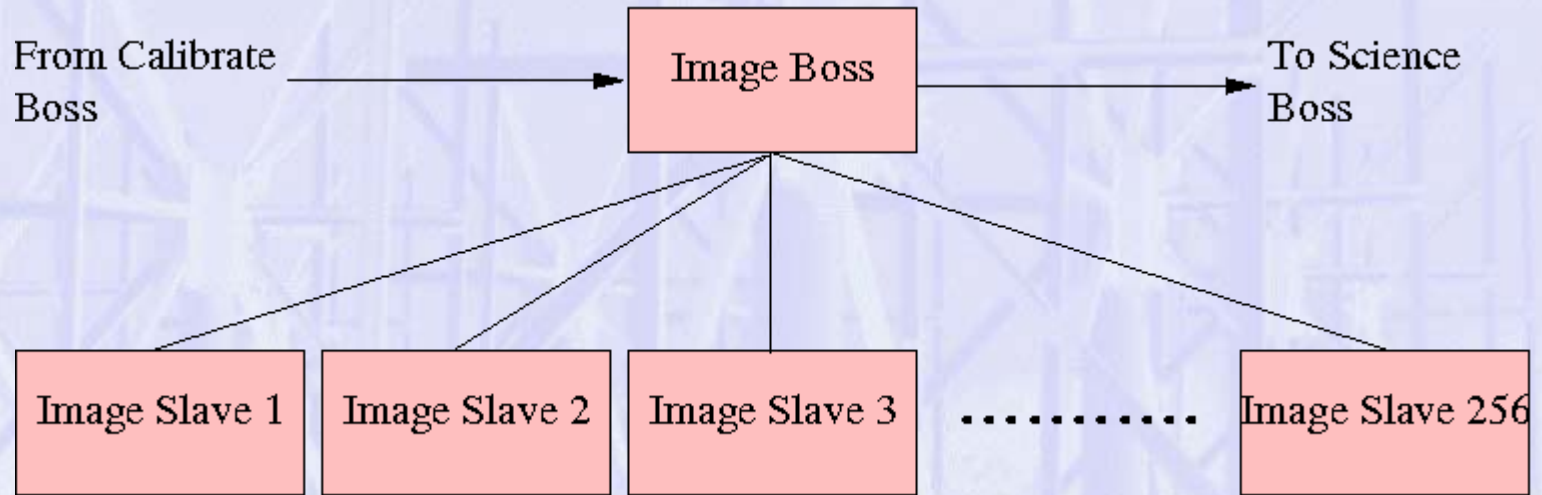 From Calibrate
Boss
Image Boss
To Science
Boss
Image Slave 1
Image Slave 2
Image Slave 3
...........
Image Slave 256